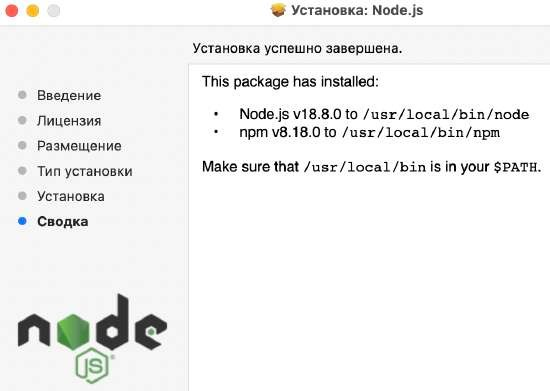 Установка: Node.js
Установка успешно завершена.
Введение
Лицензия
Размещение
Тип установки
Установка
Сводка
This package has installed:
• Node.js v18.8.0 to /usr/local/bin/node
• npm v8.18.0 to /usr/local/bin/npm
Make sure that /usr/local/bin is in your $PATH.
node
JS®